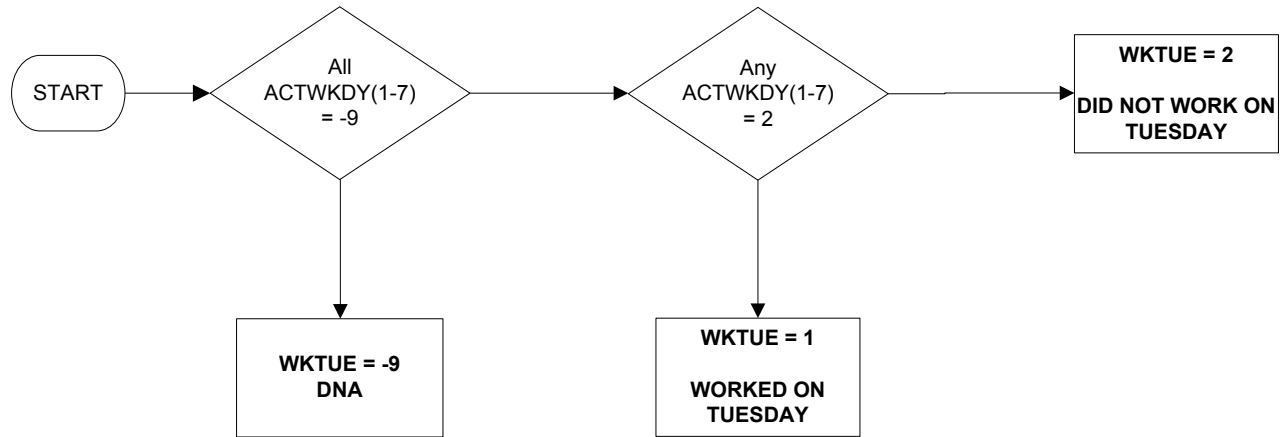 START
All
ACTWKDY(1-7)
= -9
Any
ACTWKDY(1-7)
= 2
WKTUE = 2
DID NOT WORK ON
TUESDAY
WKTUE = -9
DNA
WKTUE = 1
WORKED ON
TUESDAY